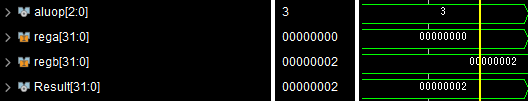 aluop[2:0] 3 3
rega[31:0] 00000000 00000000
regb[31:0] 00000002 00000002
Result[31:0] 00000002 00000002